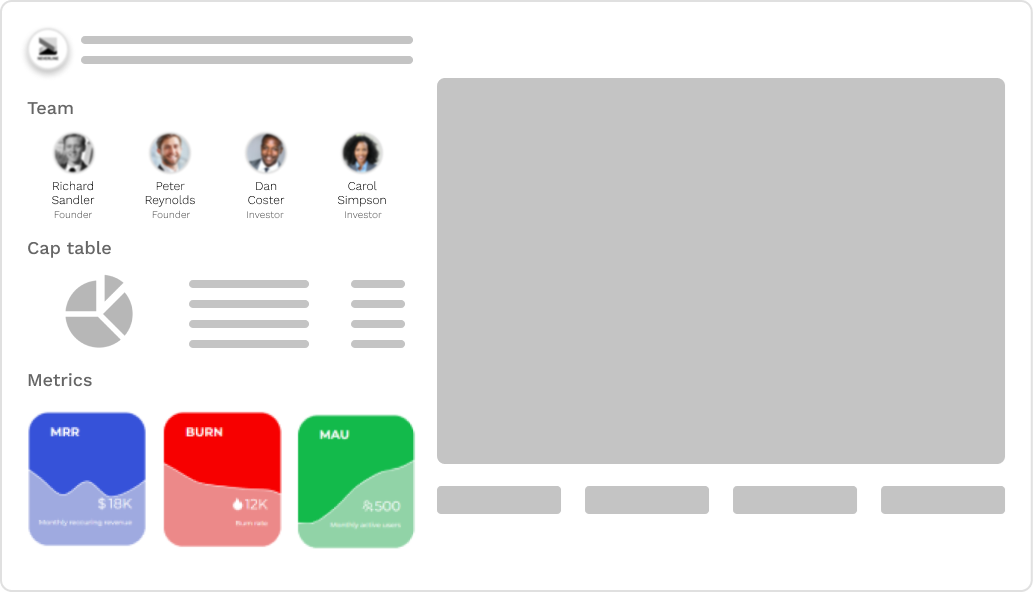 Team
Richard
Sandler
Founder
Peter
Reynolds
Founder
Dan
Coster
Investor
Carol
Simpson
Investor
Cap table
Metrics
MRR
$18K
Monthly reccuring revenue
BURN
12K
Burn rate
MAU
500
Monthly active users